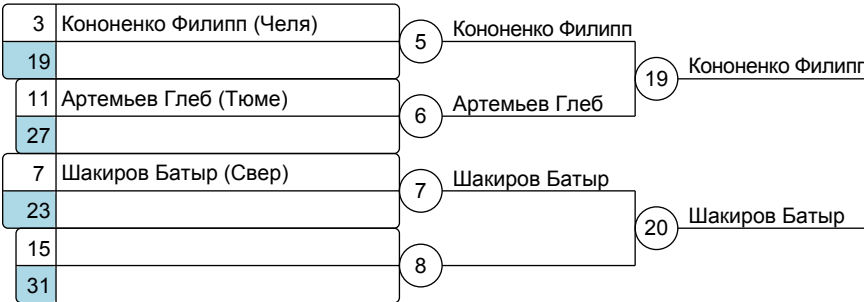 3 Кононенко Филипп (Челя)
19
11 Артемьев Глеб (Тюме)
27
7 Шакиров Батыр (Свер)
23
15
31
5 Кононенко Филипп
6 Артемьев Глеб
7 Шакиров Батыр
8
19 Кононенко Филипп
20 Шакиров Батыр